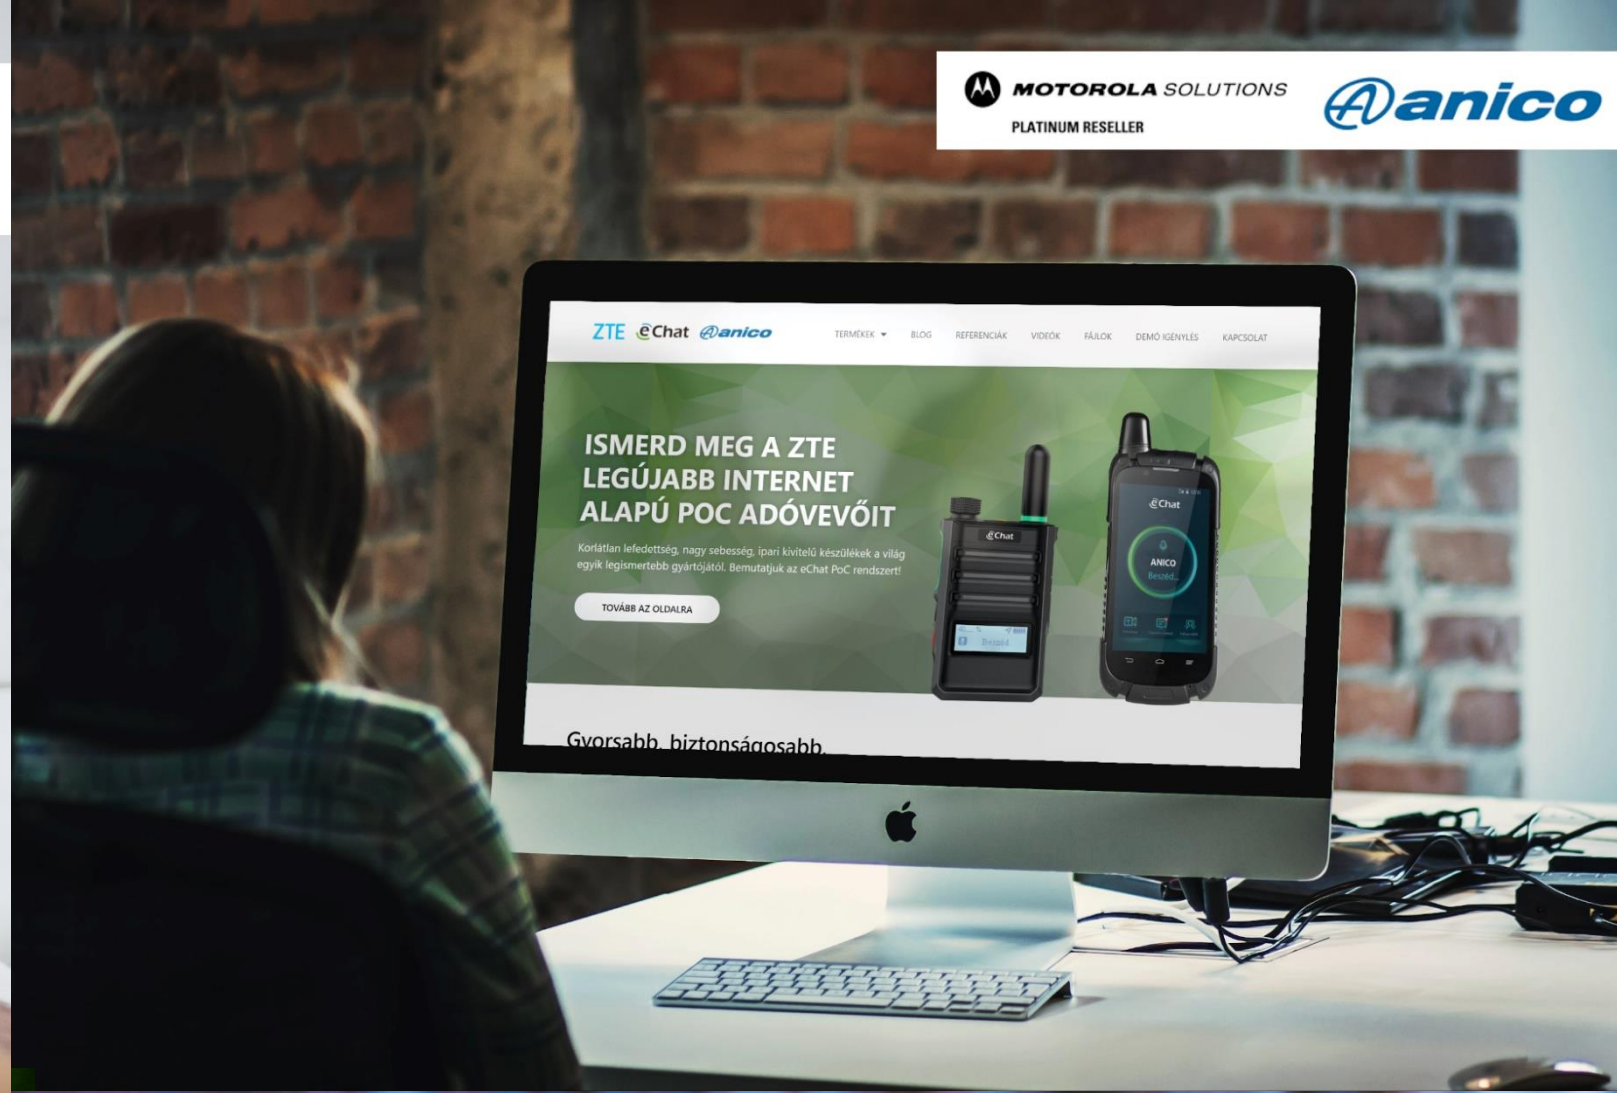 MOTOROLA SOLUTIONS
PLATINUM RESELLER
anico
ZTE eChat anico
TERMÉKEK BLOG REFERENCIÁK VIDEÓK FÁJLOK DEMÓ IGÉNYLÉS KAPCSOLAT
ISMERD MEG A ZTE
LEGÚJABB INTERNET
ALAPÚ POC ADÓVEVŐIT
Korlátlan lefedettség, nagy sebesség, ipari kivitelű készülékek a világ
egyik legismertebb gyártójától. Bemutatjuk az eChat PoC rendszert!
TOVÁBB AZ OLDALRA
eChat
Beszéd
eChat
ANICO
Beszéd...
Gyorsabb, biztonságosabb,